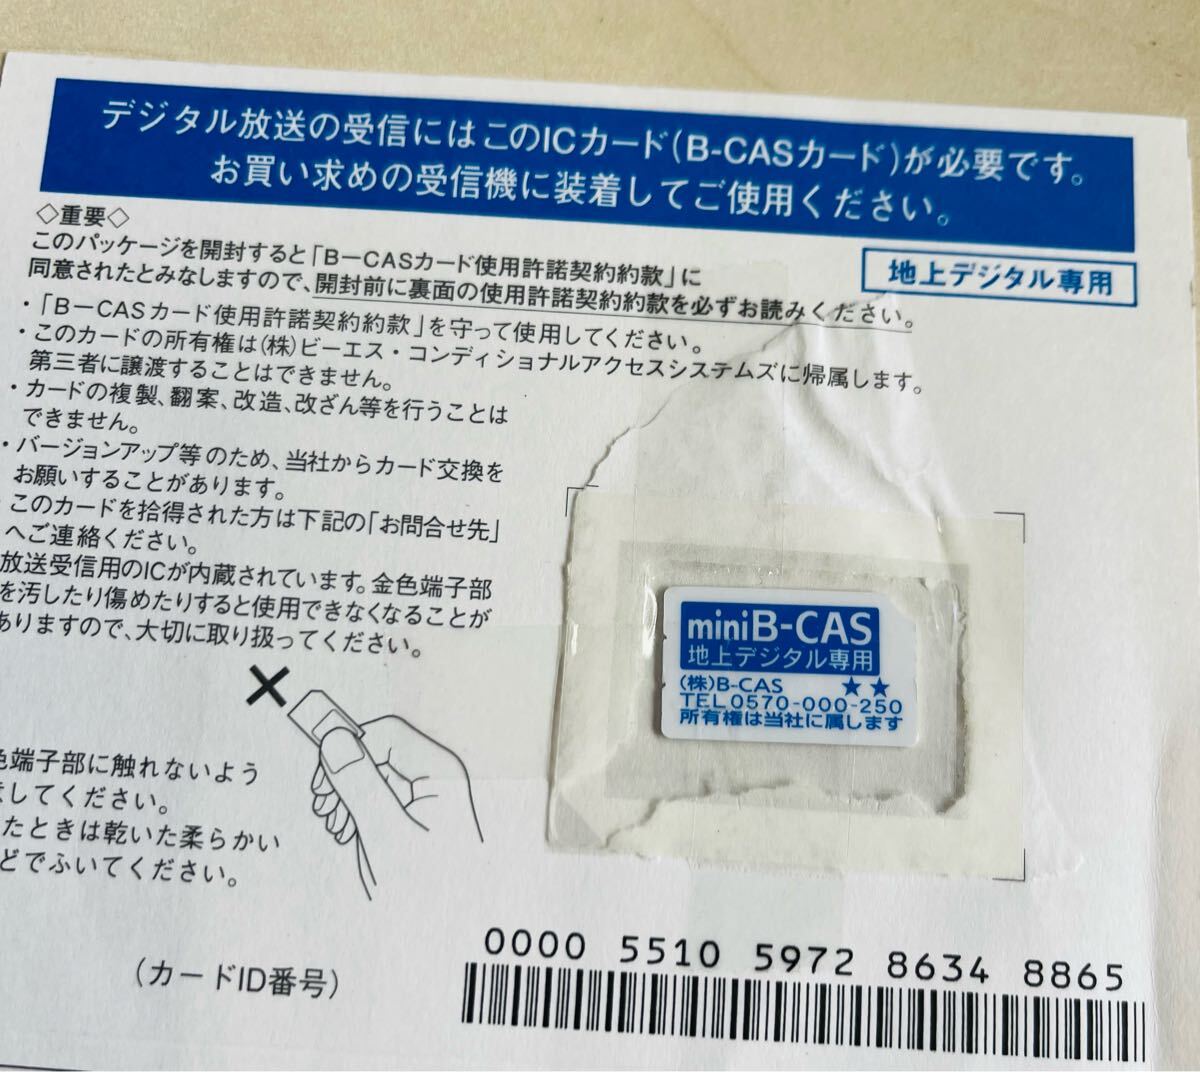 デジタル放送の受信にはこのICカード(B-CASカード)が必要です。
お買い求めの受信機に装着してご使用ください。
地上デジタル専用
◇重要◇
このパッケージを開封すると「B－CASカード使用許諾契約約款」に
同意されたとみなしますので、開封前に裏面の使用許諾契約約款を必ずお読みください。
・「B－CASカード使用許諾契約約款」を守って使用してください。
・このカードの所有権は(株)ビーエス・コンディショナルアクセスシステムズに帰属します。
第三者に譲渡することはできません。
・カードの複製、翻案、改造、改ざん等を行うことは
できません。
・バージョンアップ等のため、当社からカード交換を
お願いすることがあります。
・このカードを拾得された方は下記の「お問合せ先」
へご連絡ください。
放送受信用のICが内蔵されています。金色端子部
を汚したり傷めたりすると使用できなくなることが
ありますので、大切に取り扱ってください。
miniB-CAS
地上デジタル専用
(株)B-CAS ★★
TEL0570-000-250
所有権は当社に属します
色端子部に触れないよう
意してください。
たときは乾いた柔らかい
どでふいてください。
(カードID番号)
0000 5510 5972 8634 8865